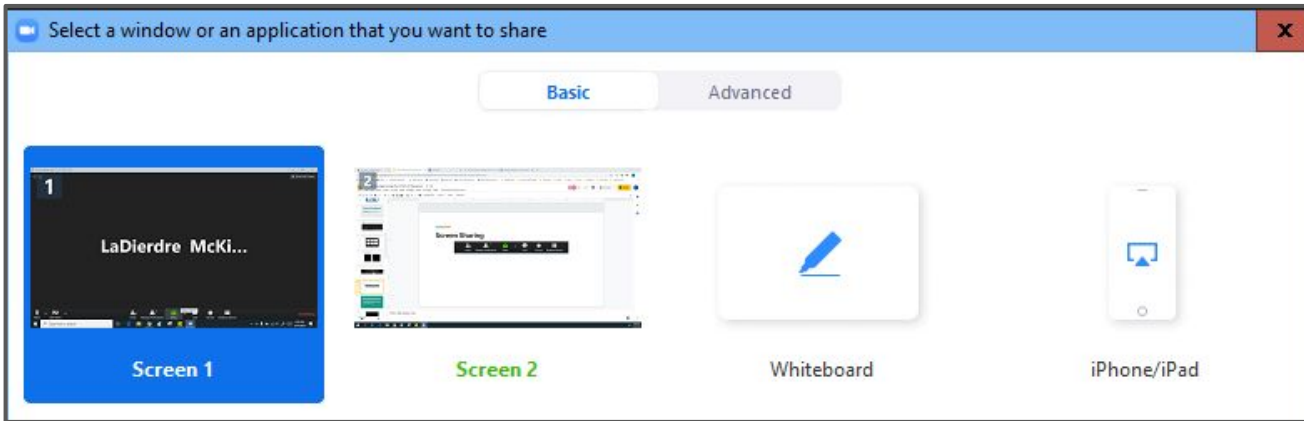 Select a window or an application that you want to share
x
Basic Advanced
1
LaDierdre McKi...
2
Screen Sharing
Screen 1 Screen 2 Whiteboard iPhone/iPad